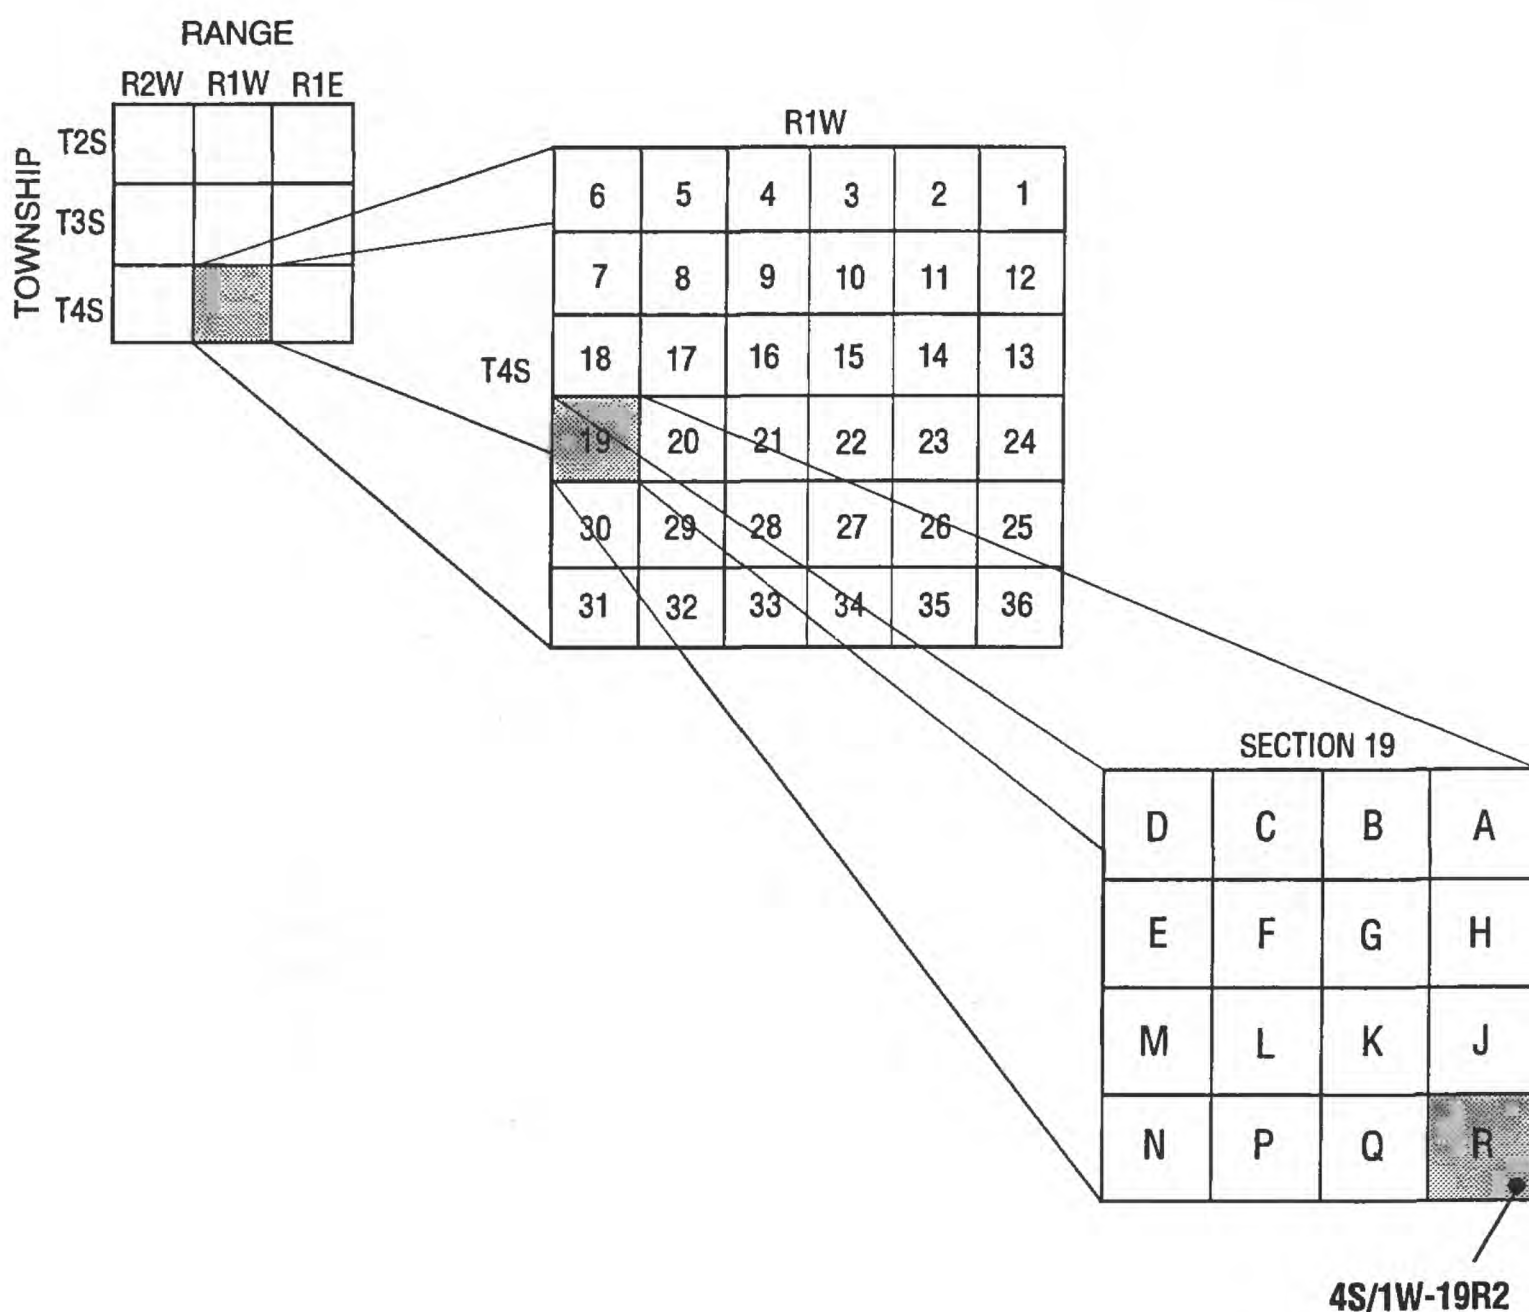 RANGE
R2W R1W R1E
TOWNSHIP
T2S
T3S
T4S
R1W
T4S
6 5 4 3 2 1
7 8 9 10 11 12
18 17 16 15 14 13
19 20 21 22 23 24
30 29 28 27 26 25
31 32 33 34 35 36
SECTION 19
D C B A
E F G H
M L K J
N P Q R
4S/1W-19R2